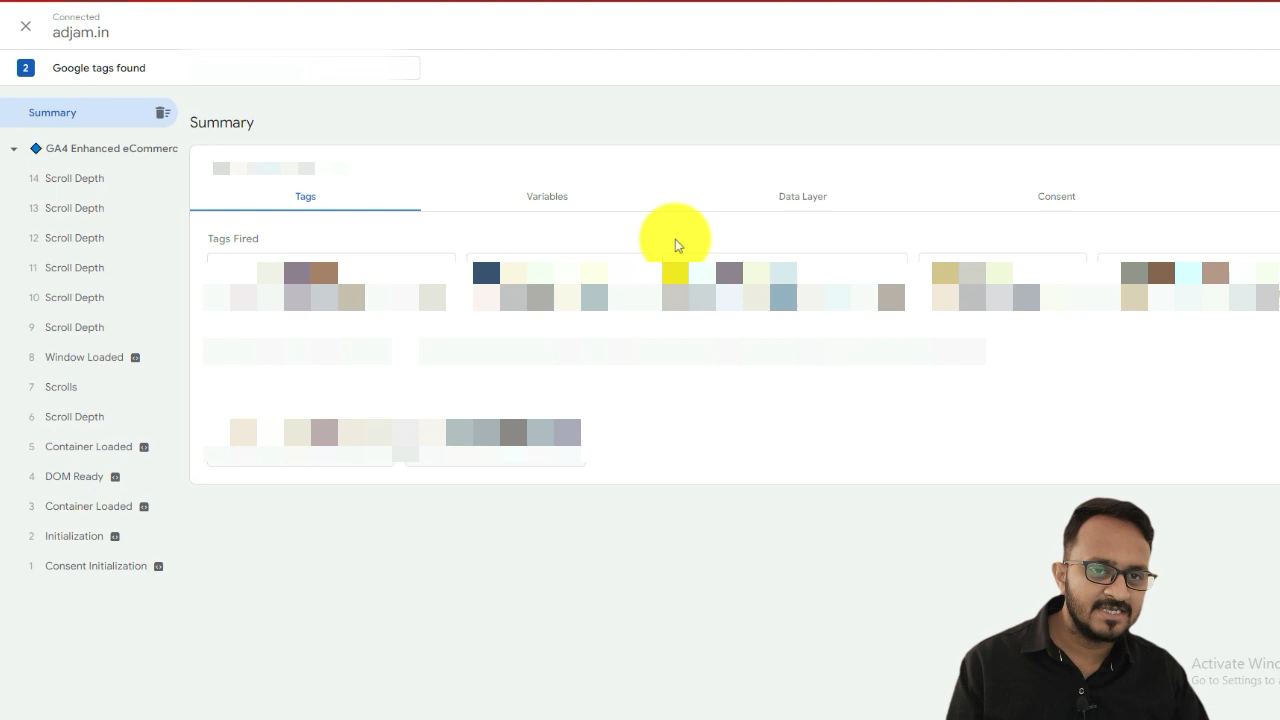 Connected
adjam.in
2 Google tags found
Summary
GA4 Enhanced eCommerc
14 Scroll Depth
13 Scroll Depth
12 Scroll Depth
11 Scroll Depth
10 Scroll Depth
9 Scroll Depth
8 Window Loaded
7 Scrolls
6 Scroll Depth
5 Container Loaded
4 DOM Ready
3 Container Loaded
2 Initialization
1 Consent Initialization
Summary
Tags Variables Data Layer Consent
Tags Fired
Activate Wind
Go to Settings to a